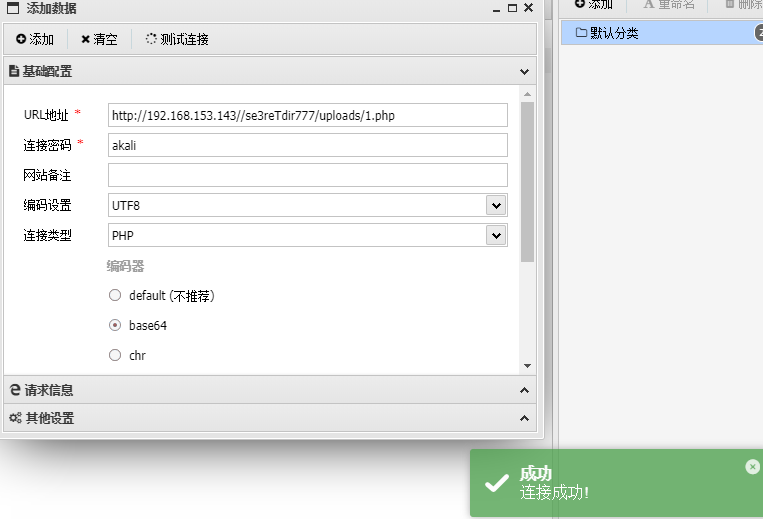 添加数据
添加 清空 测试连接
基础配置
URL地址 * http://192.168.153.143//se3reTdir777/uploads/1.php
连接密码 * akali
网站备注
编码设置 UTF8
连接类型 PHP
编码器
default (不推荐)
base64
chr
请求信息
其他设置
添加 重命名 删除
默认分类
成功
连接成功!